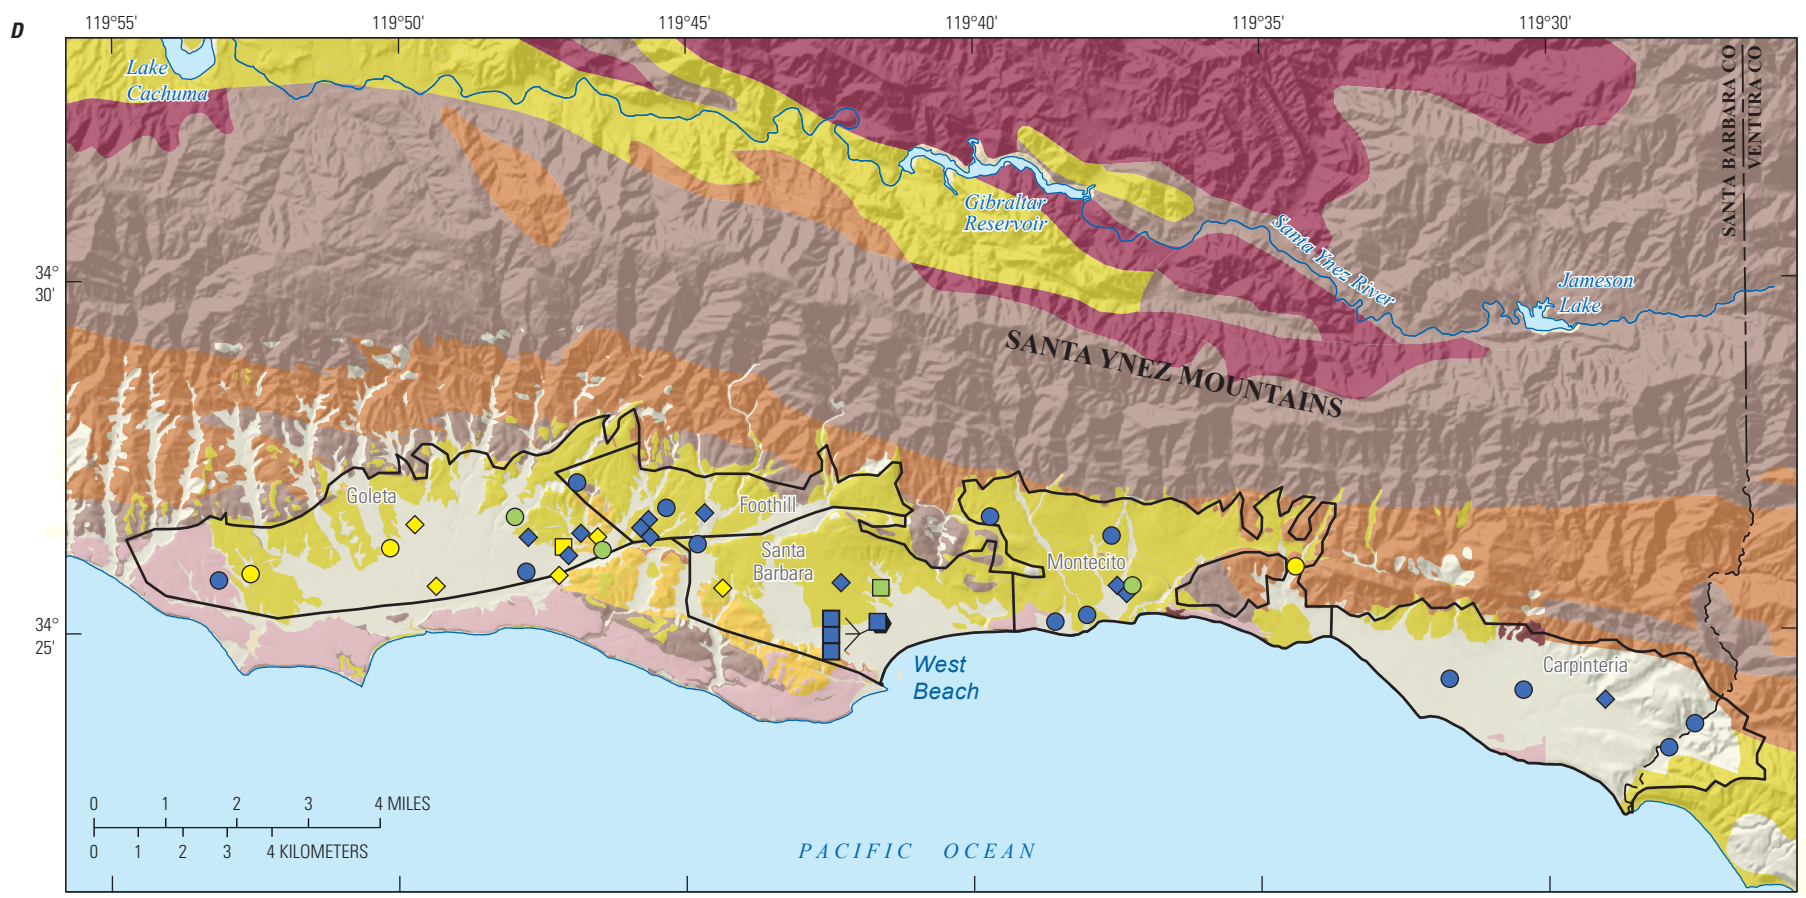 D
119°55'
119°50'
119°45'
119°40'
119°35'
119°30'
Lake
Cachuma
SANTA BARBARA CO
VENTURA CO
Gibraltar
Reservoir
Santa Ynez River
34°
30'
Jameson
Lake
SANTA YNEZ MOUNTAINS
Goleta
Foothill
Santa
Barbara
Montecito
34°
25'
West
Beach
Carpinteria
0 1 2 3 4 MILES
0 1 2 3 4 KILOMETERS
PACIFIC OCEAN